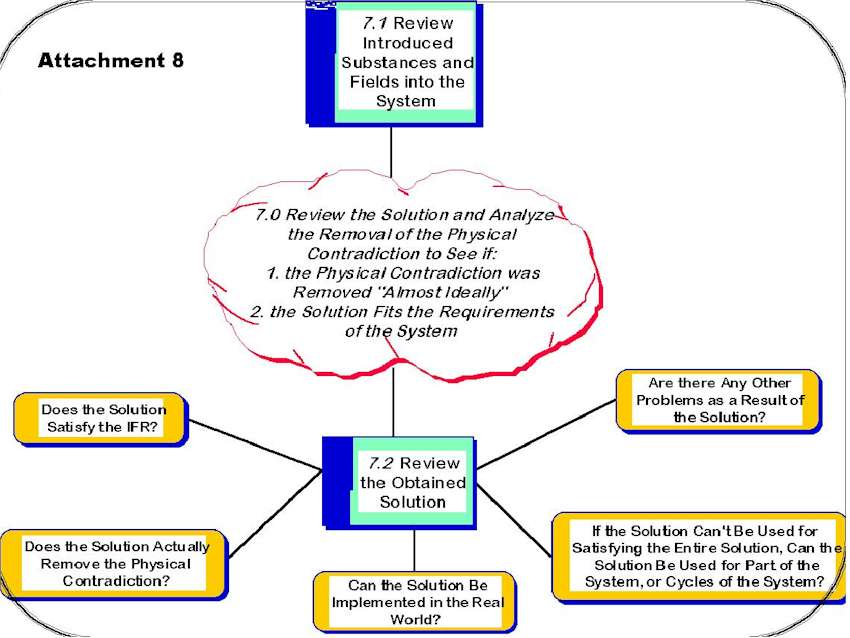 Attachment 8
7.1 Review
Introduced
Substances and
Fields into the
System
7.0 Review the Solution and Analyze
the Removal of the Physical
Contradiction to See if:
1. the Physical Contradiction was
Removed "Almost Ideally"
2. the Solution Fits the Requirements
of the System
Does the Solution
Satisfy the IFR?
Are there Any Other
Problems as a Result of
the Solution?
7.2 Review
the Obtained
Solution
Does the Solution Actually
Remove the Physical
Contradiction?
Can the Solution Be
Implemented in the Real
World?
If the Solution Can't Be Used for
Satisfying the Entire Solution, Can the
Solution Be Used for Part of the
System, or Cycles of the System?